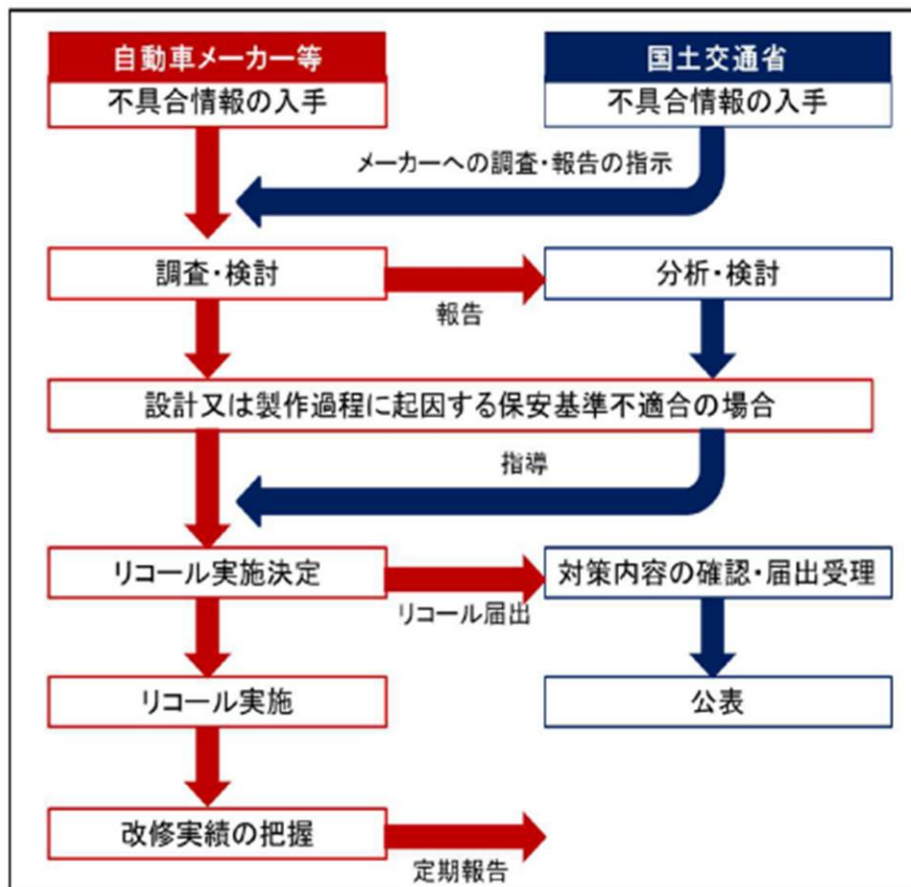 自動車メーカー等
国土交通省
不具合情報の入手
不具合情報の入手
メーカーへの調査・報告の指示
調査・検討
分析・検討
報告
設計又は製作過程に起因する保安基準不適合の場合
指導
リコール実施決定
対策内容の確認・届出受理
リコール届出
リコール実施
公表
改修実績の把握
定期報告